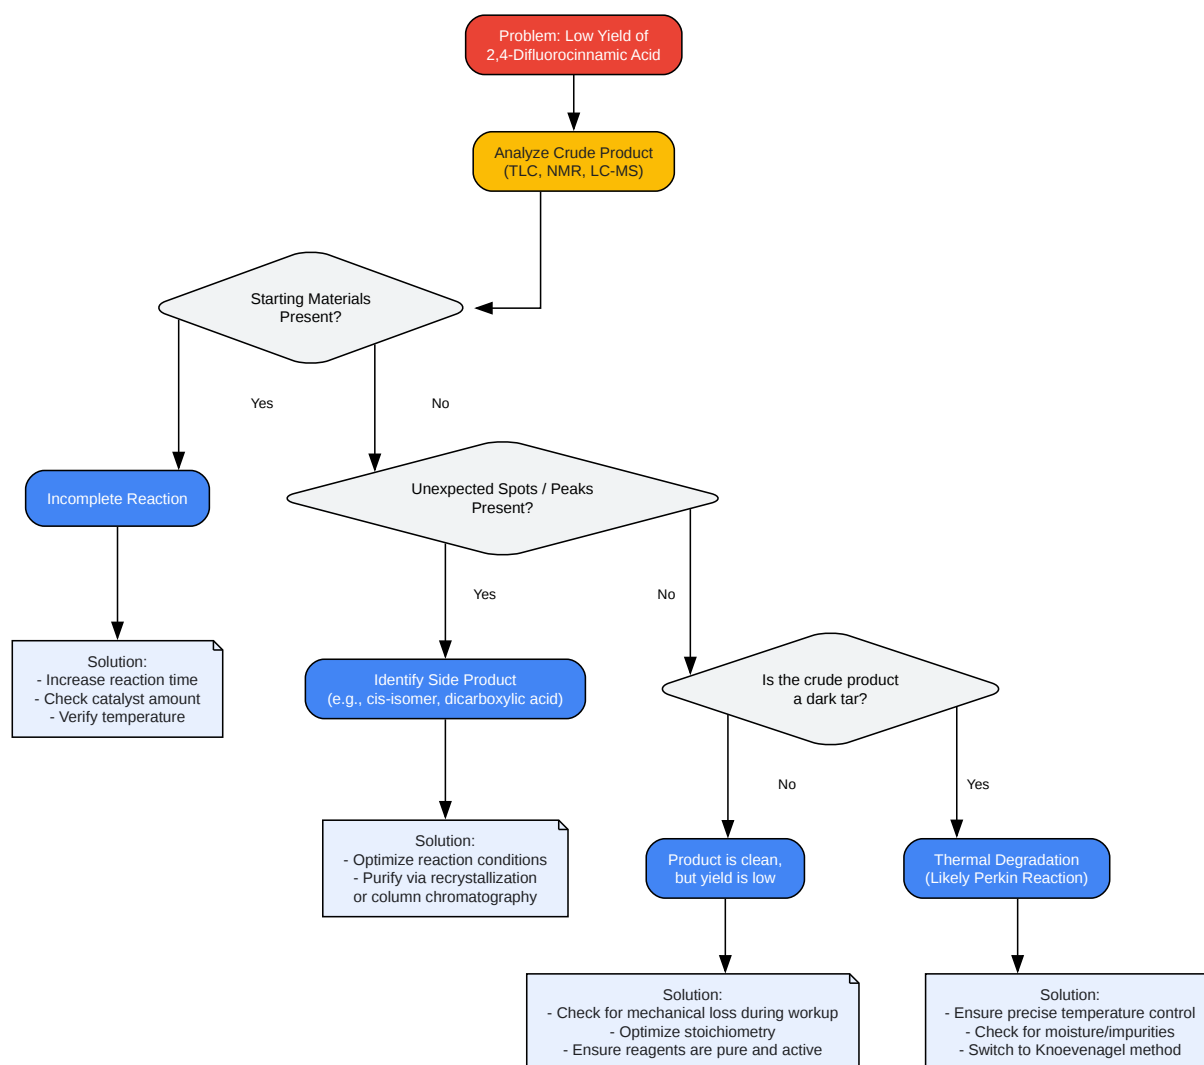 Problem: Low Yield of
2,4-Difluorocinnamic Acid
Analyze Crude Product
(TLC, NMR, LC-MS)
Starting Materials
Present?
Yes
No
Unexpected Spots / Peaks
Present?
Incomplete Reaction
Yes
No
Solution:
- Increase reaction time
- Check catalyst amount
- Verify temperature
Identify Side Product
(e.g., cis-isomer, dicarboxylic acid)
Is the crude product
a dark tar?
No
Yes
Solution:
- Optimize reaction conditions
- Purify via recrystallization
or column chromatography
Product is clean,
but yield is low
Thermal Degradation
(Likely Perkin Reaction)
Solution:
- Check for mechanical loss during workup
- Optimize stoichiometry
- Ensure reagents are pure and active
Solution:
- Ensure precise temperature control
- Check for moisture/impurities
- Switch to Knoevenagel method